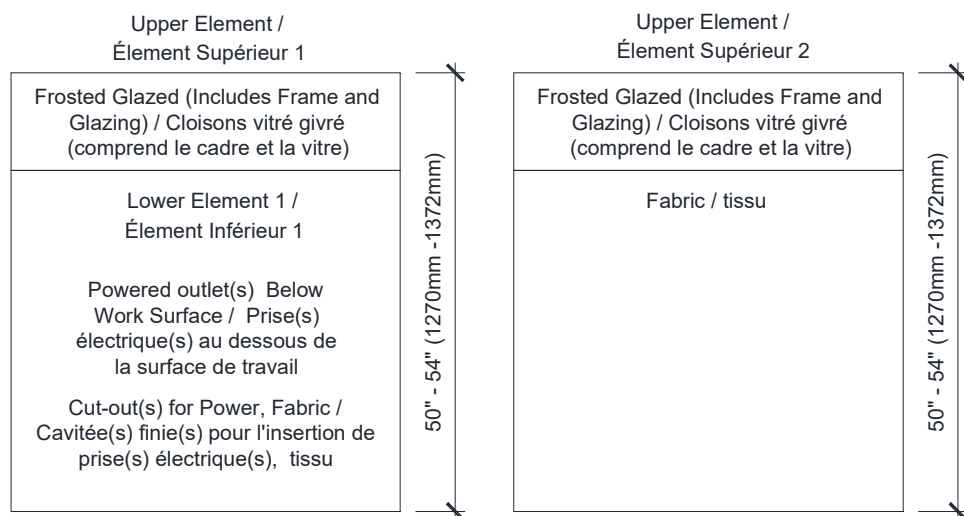 Upper Element /
Élement Supérieur 1
Frosted Glazed (Includes Frame and
Glazing) / Cloisons vitré givré
(comprend le cadre et la vitre)
Lower Element 1 /
Élement Inférieur 1
Powered outlet(s)  Below
Work Surface /  Prise(s)
électrique(s) au dessous de
la surface de travail
Cut-out(s) for Power, Fabric /
Cavitée(s) finie(s) pour l'insertion de
prise(s) électrique(s),  tissu
50" - 54" (1270mm -1372mm)
Upper Element /
Élement Supérieur 2
Frosted Glazed (Includes Frame and
Glazing) / Cloisons vitré givré
(comprend le cadre et la vitre)
Fabric / tissu
50" - 54" (1270mm -1372mm)